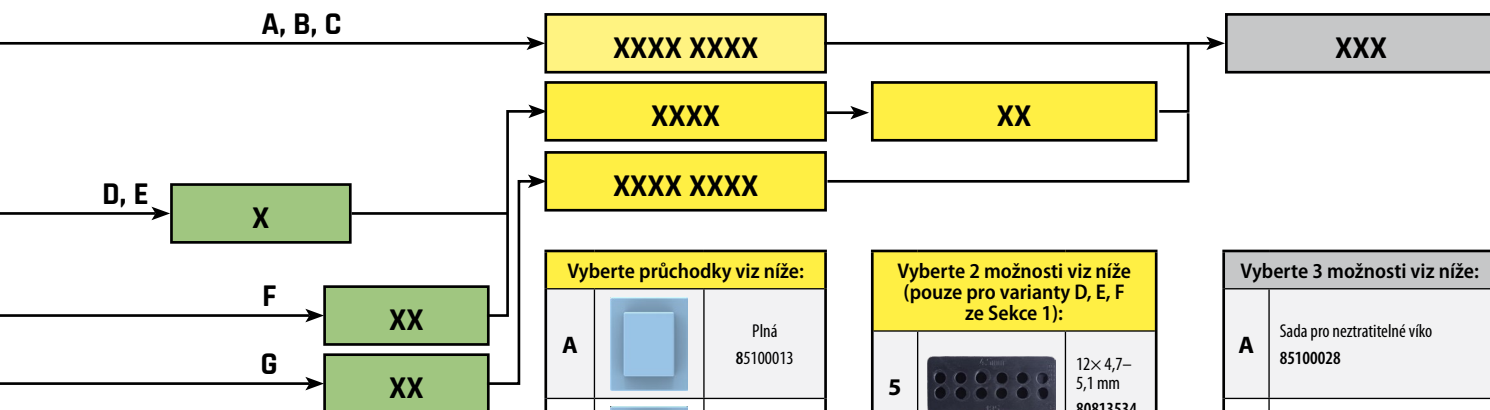 A, B, C
XXXX XXXX
XXX
XXXX
XX
D, E
X
XXXX XXXX
F
XX
G
XX
Vyberte průchodky viz níže:
A
Plná
85100013
Vyberte 2 možnosti viz níže
(pouze pro varianty D, E, F
ze Sekce 1):
5
12× 4,7–
5,1 mm
80813534
Vyberte 3 možnosti viz níže:
A
Sada pro neztratitelné víko
85100028